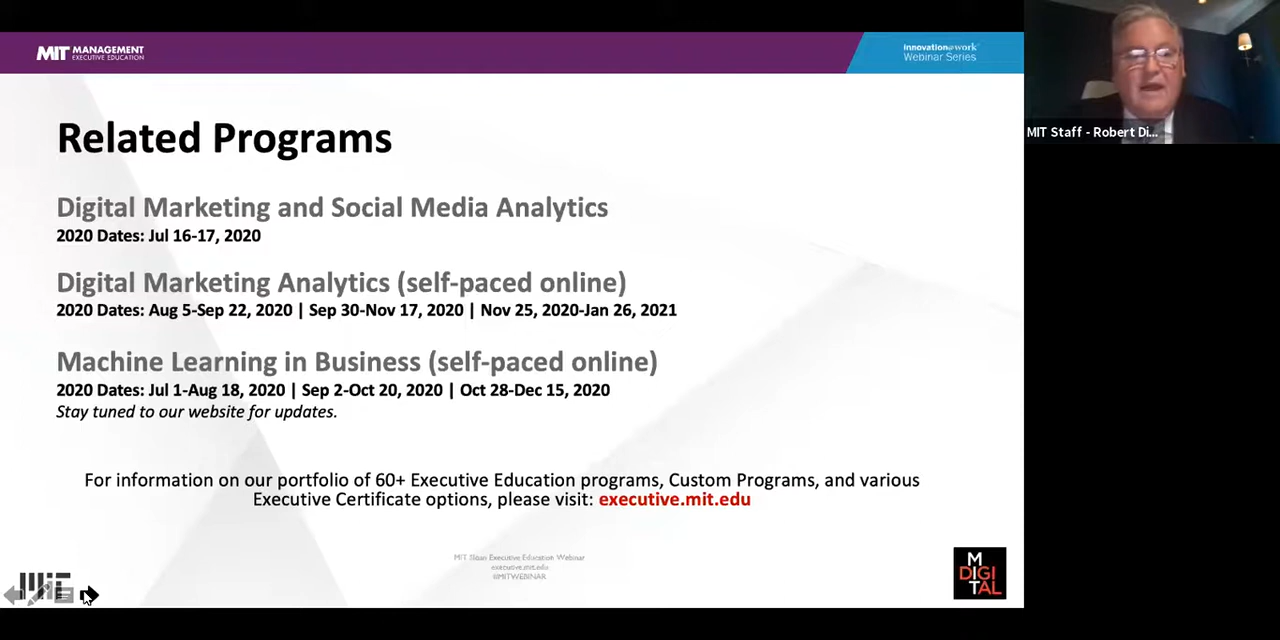 MIT MANAGEMENT
EXECUTIVE EDUCATION
innovation@work
Webinar Series
MIT Staff - Robert Di...
Related Programs
Digital Marketing and Social Media Analytics
2020 Dates: Jul 16-17, 2020
Digital Marketing Analytics (self-paced online)
2020 Dates: Aug 5-Sep 22, 2020 | Sep 30-Nov 17, 2020 | Nov 25, 2020-Jan 26, 2021
Machine Learning in Business (self-paced online)
2020 Dates: Jul 1-Aug 18, 2020 | Sep 2-Oct 20, 2020 | Oct 28-Dec 15, 2020
Stay tuned to our website for updates.
For information on our portfolio of 60+ Executive Education programs, Custom Programs, and various
Executive Certificate options, please visit: executive.mit.edu
MIT Sloan Executive Education Webinar
executive.mit.edu
@MITWEBINAR
MIT
M
DIGI
TAL